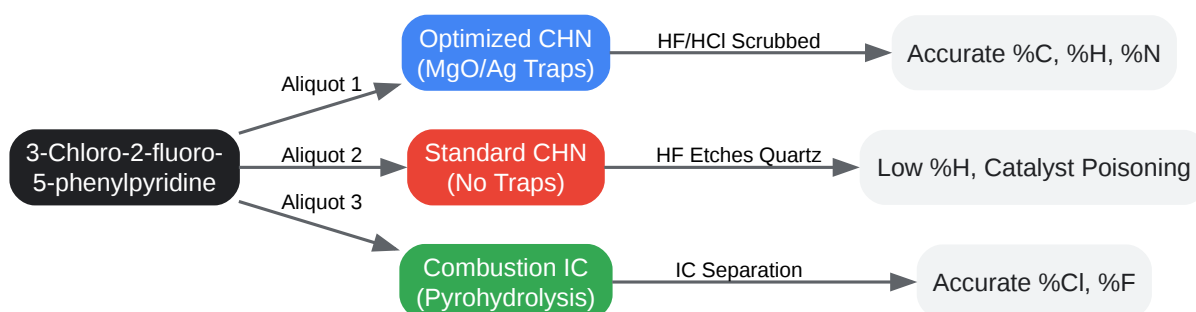 Optimized CHN
(MgO/Ag Traps)
HF/HCl Scrubbed
Accurate %C, %H, %N
Aliquot 1
3-Chloro-2-fluoro-
5-phenylpyridine
Aliquot 2
Standard CHN
(No Traps)
HF Etches Quartz
Low %H, Catalyst Poisoning
Aliquot 3
Combustion IC
(Pyrohydrolysis)
IC Separation
Accurate %Cl, %F